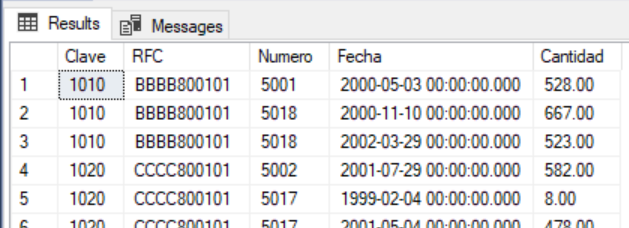 Results Messages
Clave RFC Numero Fecha Cantidad
1 1010 BBBB800101 5001 2000-05-03 00:00:00.000 528.00
2 1010 BBBB800101 5018 2000-11-10 00:00:00.000 667.00
3 1010 BBBB800101 5018 2002-03-29 00:00:00.000 523.00
4 1020 CCCC800101 5002 2001-07-29 00:00:00.000 582.00
5 1020 CCCC800101 5017 1999-02-04 00:00:00.000 8.00
6 1020 CCCC800101 5017 2001-05-04 00:00:00.000 478.00